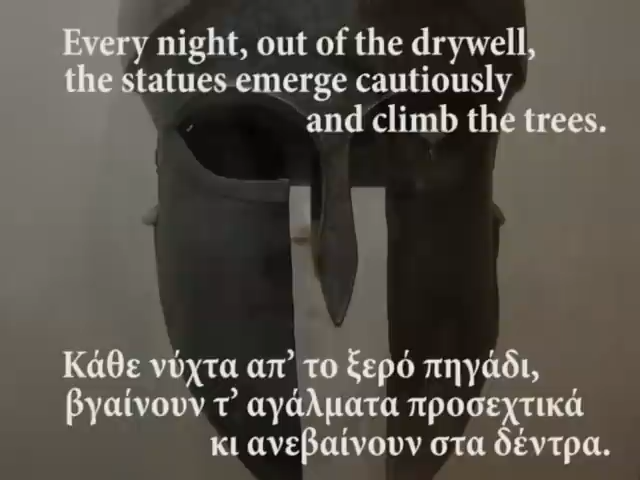 Every night, out of the drywell,
the statues emerge cautiously
and climb the trees.
Κάθε νύχτα απ’ το ξερό πηγάδι,
βγαίνουν τ’ αγάλματα προσεχτικά
κι ανεβαίνουν στα δέντρα.